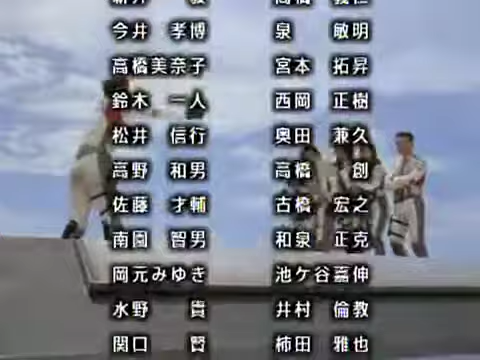 今井 孝博 泉 敏明
高橋美奈子 宮本 拓昇
鈴木 一人 西岡 正樹
松井 信行 奥田 兼久
高野 和男 高橋 創
佐藤 才輔 古橋 宏之
南園 智男 和泉 正克
岡元みゆき 池ケ谷嘉伸
水野 貴 井村 倫教
関口 賢 柿田 雅也